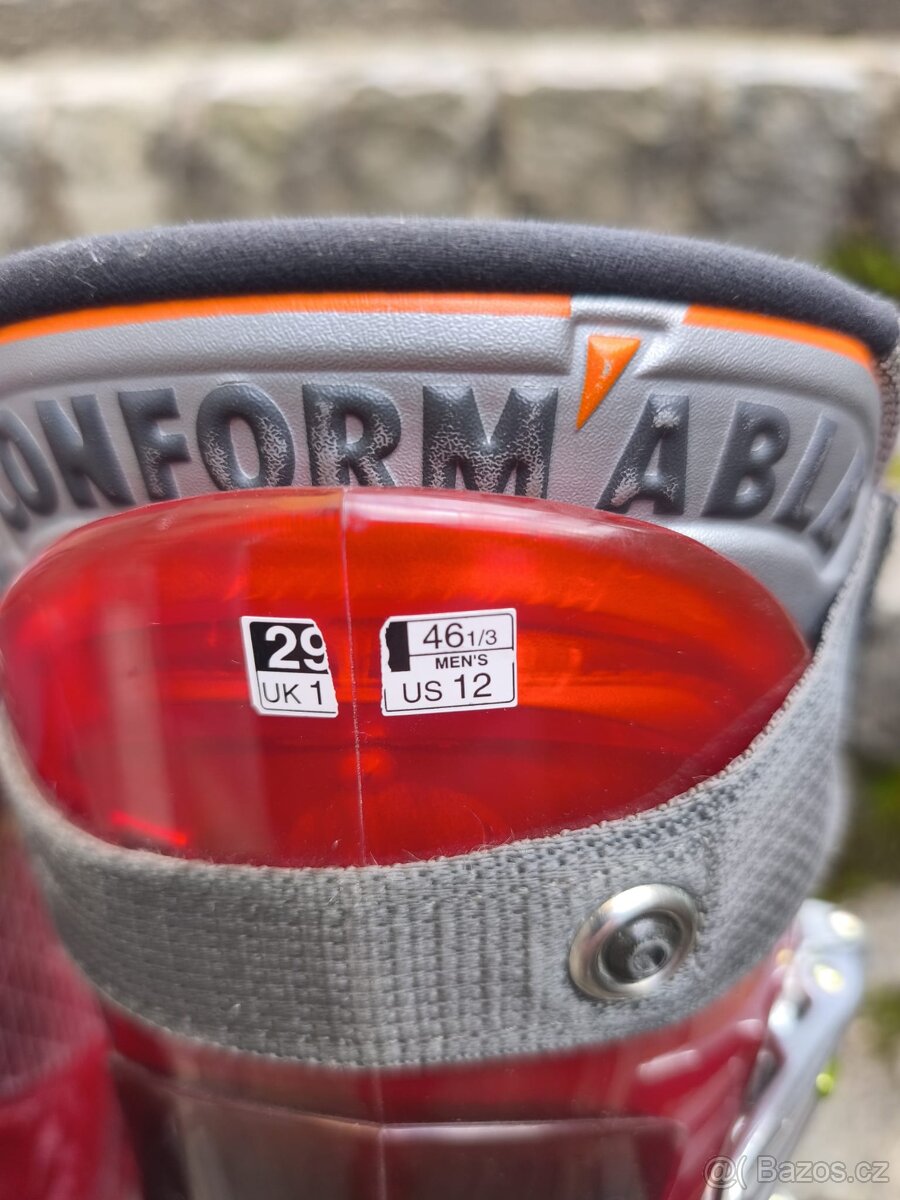 CONFORM'ABL
29
UK 1
46 1/3
MEN'S
US 12
@( Bazos.cz